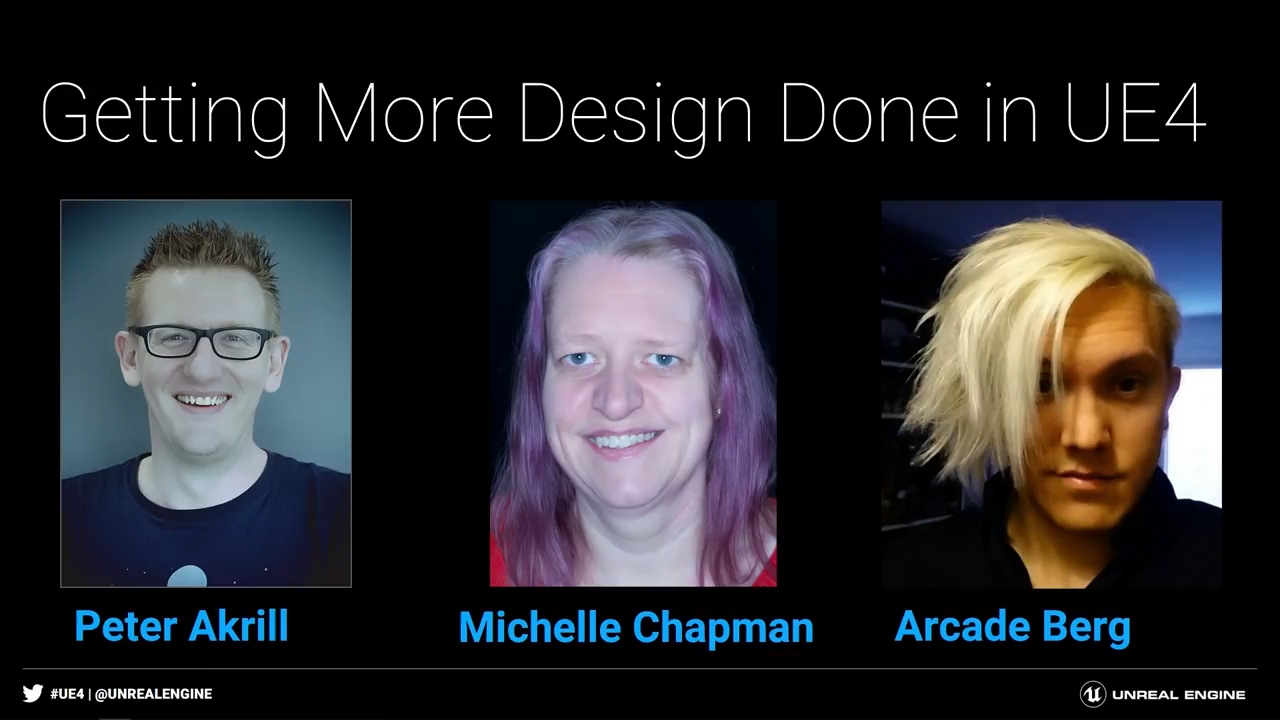 Getting More Design Done in UE4
Peter Akrill
Michelle Chapman
Arcade Berg
#UE4 | @UNREALENGINE
UNREAL ENGINE